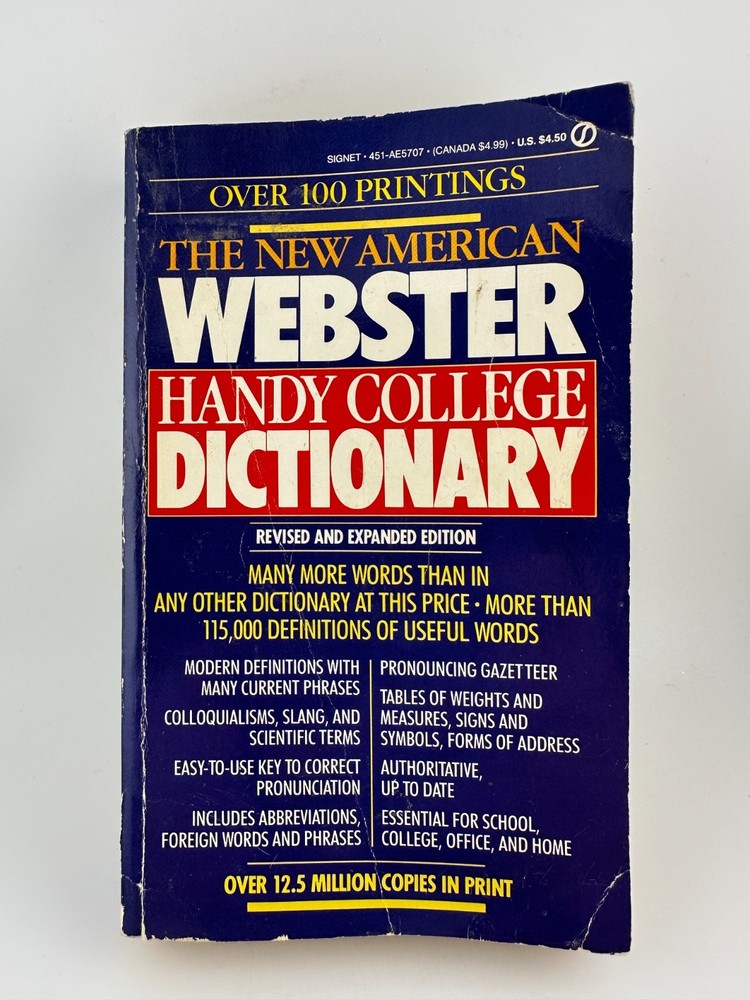 SIGNET • 451-AE5707 • (CANADA $4.99) • U.S. $4.50
OVER 100 PRINTINGS
THE NEW AMERICAN
WEBSTER
HANDY COLLEGE
DICTIONARY
REVISED AND EXPANDED EDITION
MANY MORE WORDS THAN IN
ANY OTHER DICTIONARY AT THIS PRICE • MORE THAN
115,000 DEFINITIONS OF USEFUL WORDS
MODERN DEFINITIONS WITH
MANY CURRENT PHRASES
COLLOQUIALISMS, SLANG, AND
SCIENTIFIC TERMS
EASY-TO-USE KEY TO CORRECT
PRONUNCIATION
INCLUDES ABBREVIATIONS,
FOREIGN WORDS AND PHRASES
PRONOUNCING GAZETTEER
TABLES OF WEIGHTS AND
MEASURES, SIGNS AND
SYMBOLS, FORMS OF ADDRESS
AUTHORITATIVE,
UP TO DATE
ESSENTIAL FOR SCHOOL,
COLLEGE, OFFICE, AND HOME
OVER 12.5 MILLION COPIES IN PRINT